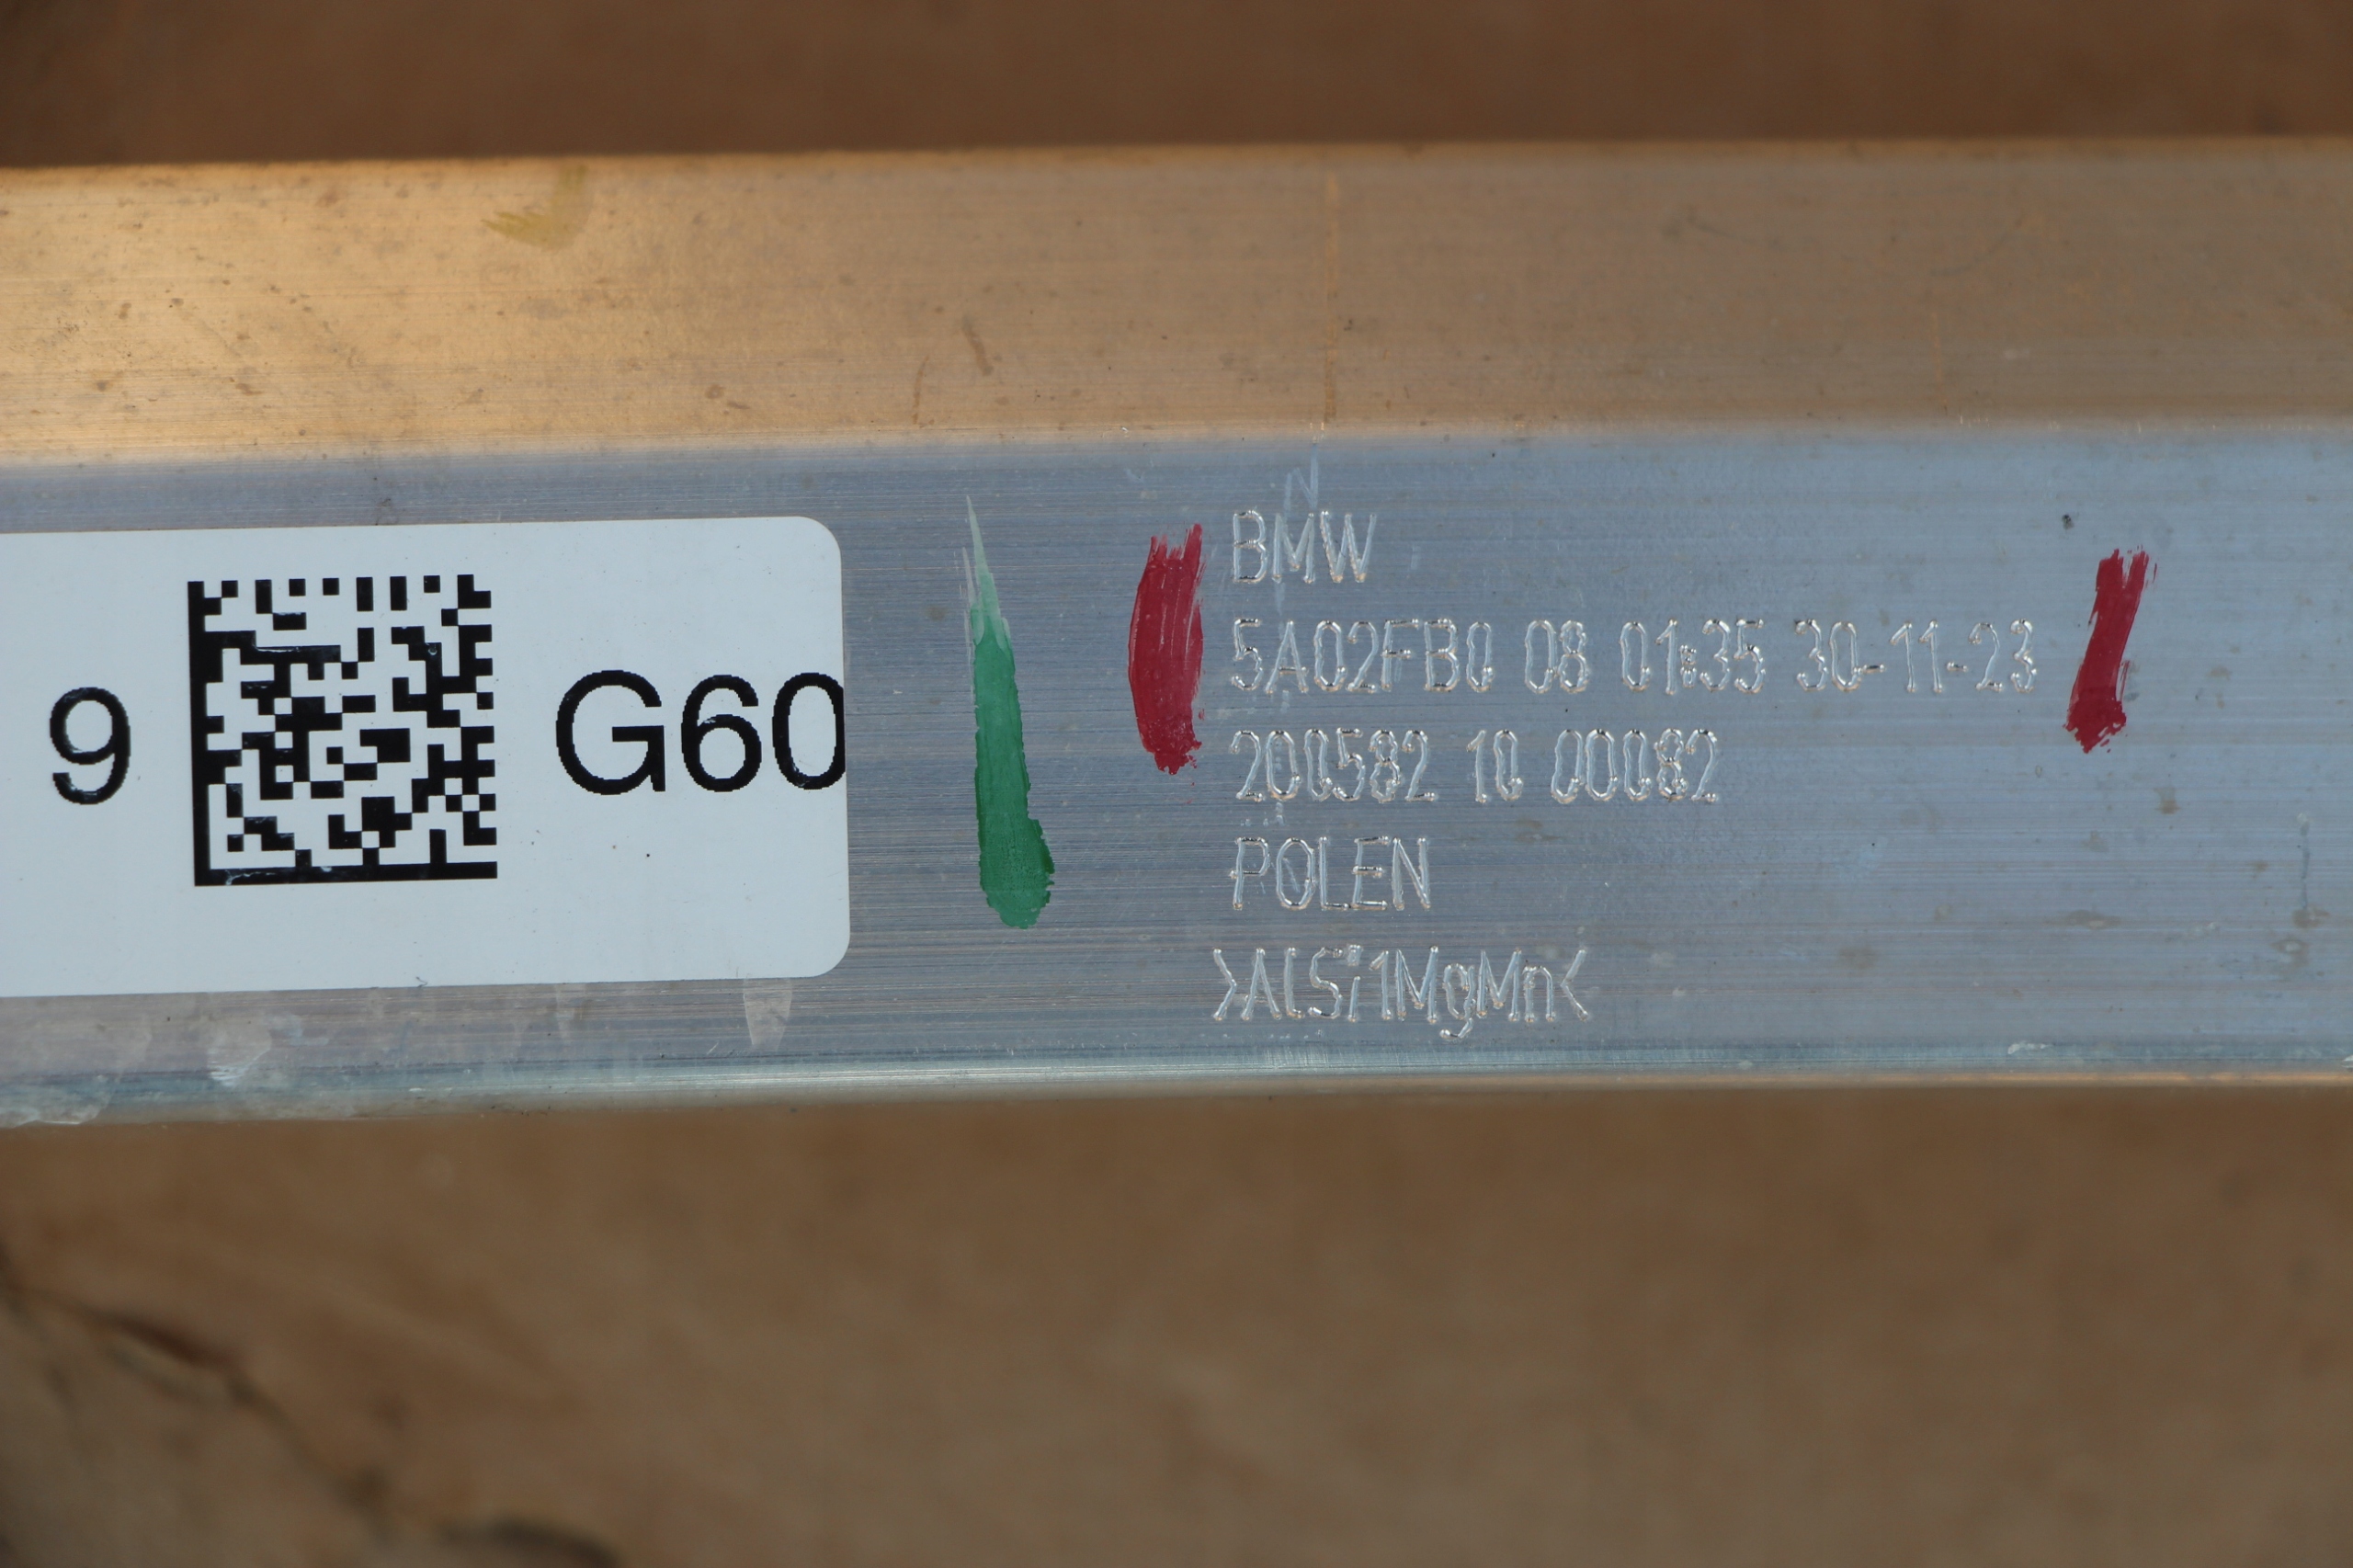 9 G60
BMW
5A02FB0 08 01:35 30-11-23
200582 10 00082
POLEN
>ALSi1MgMn<